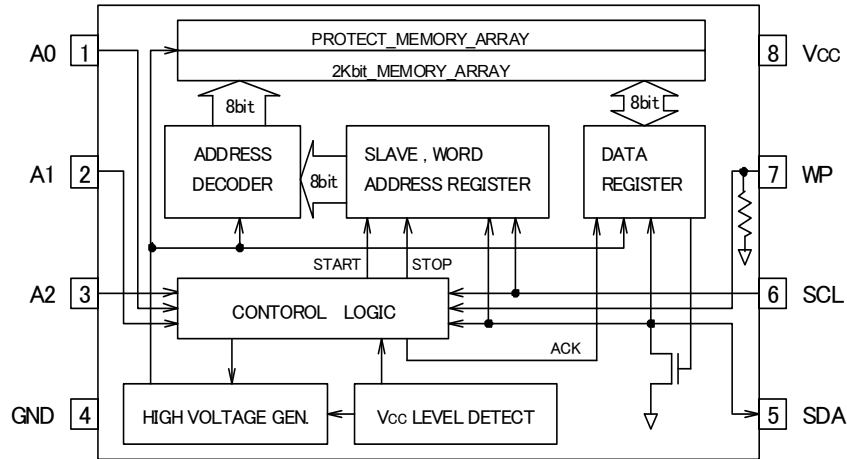 PROTECT_MEMORY_ARRAY
2Kbit_MEMORY_ARRAY
A0 1
8 VCC
8bit
8bit
ADDRESS
DECODER
8bit
SLAVE , WORD
ADDRESS REGISTER
DATA
REGISTER
A1 2
7 WP
START
STOP
A2 3
CONTOROL LOGIC
6 SCL
ACK
GND 4
HIGH VOLTAGE GEN.
VCC LEVEL DETECT
5 SDA